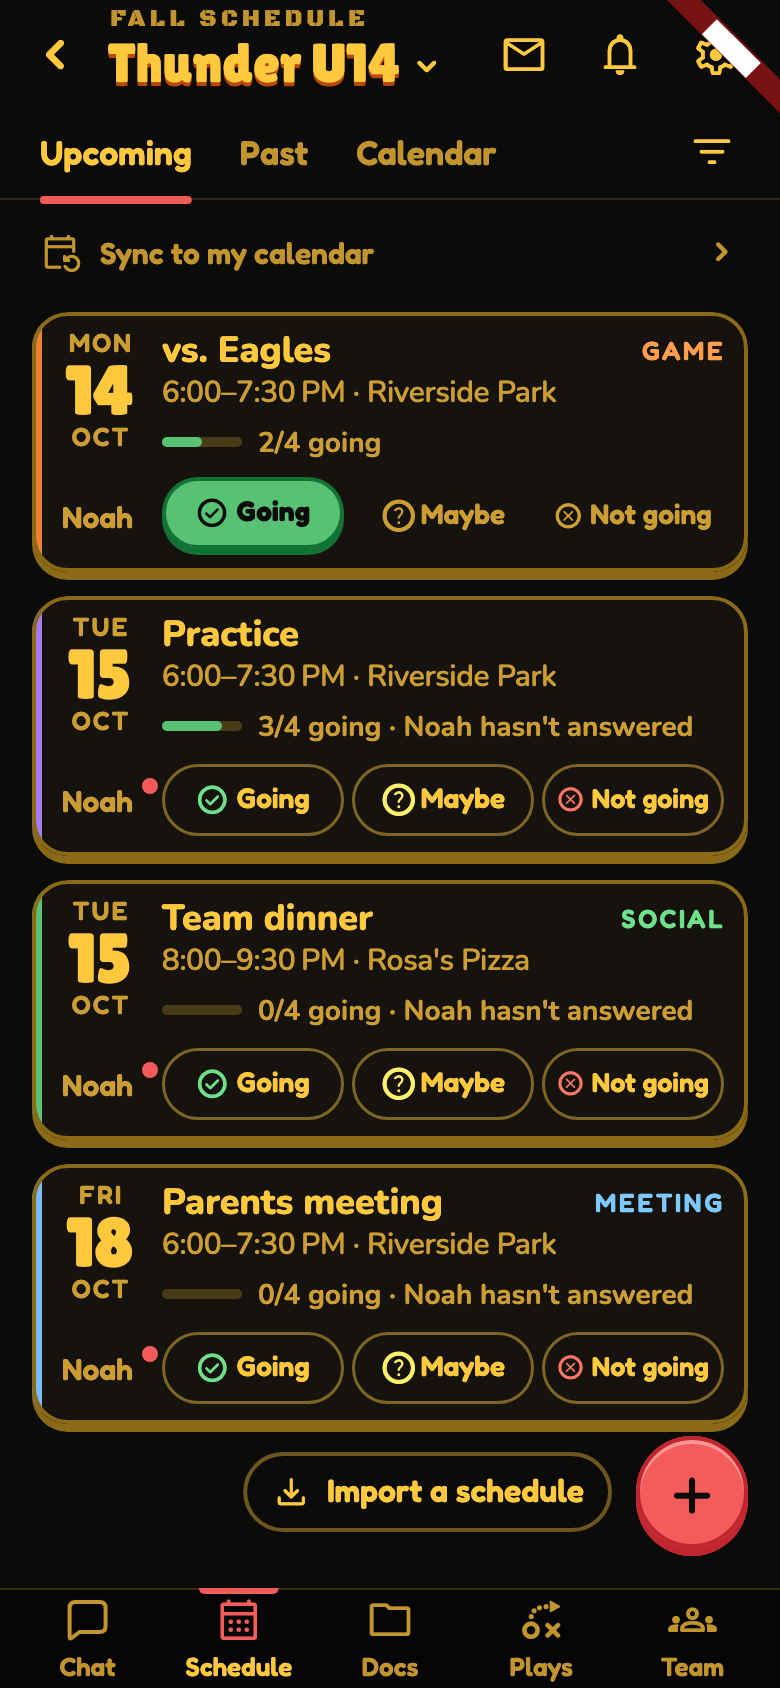 FALL SCHEDULE
Thunder U14
Upcoming Past Calendar
Sync to my calendar
MON
14
OCT
vs. Eagles
GAME
6:00–7:30 PM · Riverside Park
2/4 going
Noah
Going
Maybe
Not going
TUE
15
OCT
Practice
6:00–7:30 PM · Riverside Park
3/4 going · Noah hasn't answered
Noah
Going
Maybe
Not going
TUE
15
OCT
Team dinner
SOCIAL
8:00–9:30 PM · Rosa's Pizza
0/4 going · Noah hasn't answered
Noah
Going
Maybe
Not going
FRI
18
OCT
Parents meeting
MEETING
6:00–7:30 PM · Riverside Park
0/4 going · Noah hasn't answered
Noah
Going
Maybe
Not going
Import a schedule
Chat
Schedule
Docs
Plays
Team